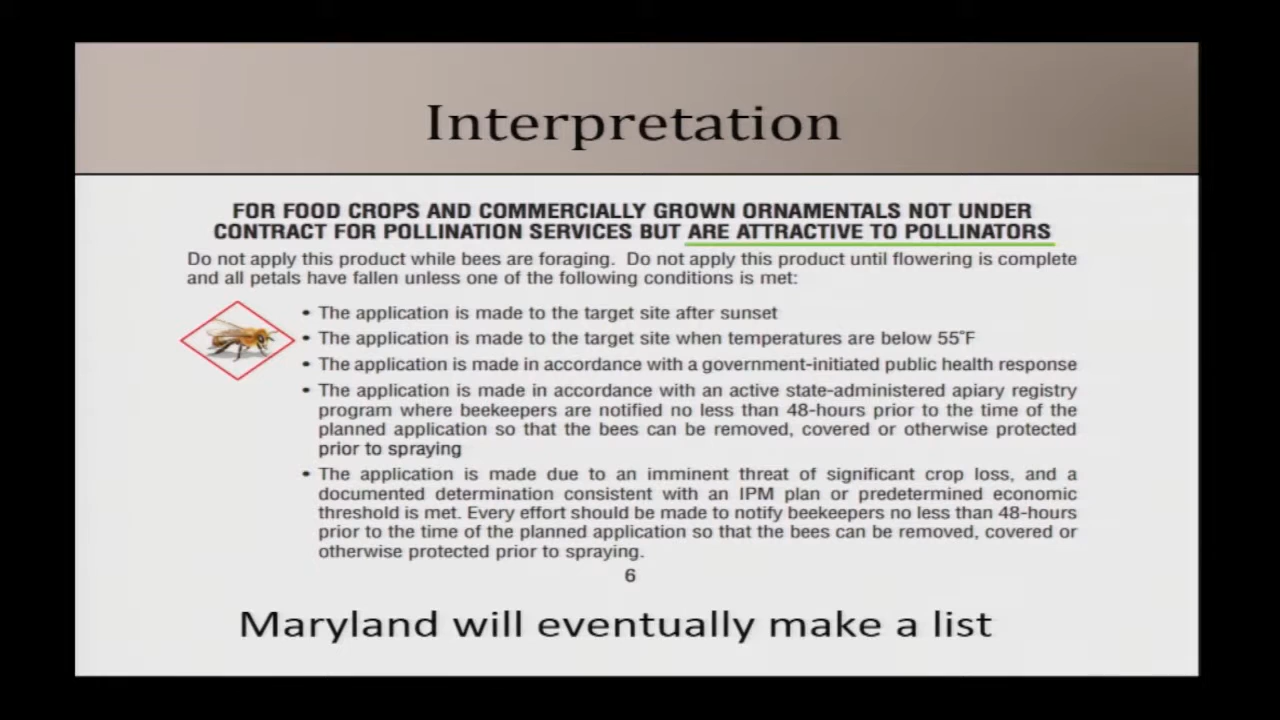 Interpretation
FOR FOOD CROPS AND COMMERCIALLY GROWN ORNAMENTALS NOT UNDER
CONTRACT FOR POLLINATION SERVICES BUT ARE ATTRACTIVE TO POLLINATORS
Do not apply this product while bees are foraging. Do not apply this product until flowering is complete
and all petals have fallen unless one of the following conditions is met:
• The application is made to the target site after sunset
• The application is made to the target site when temperatures are below 55˚F
• The application is made in accordance with a government-initiated public health response
• The application is made in accordance with an active state-administered apiary registry
program where beekeepers are notified no less than 48-hours prior to the time of the
planned application so that the bees can be removed, covered or otherwise protected
prior to spraying
• The application is made due to an imminent threat of significant crop loss, and a
documented determination consistent with an IPM plan or predetermined economic
threshold is met. Every effort should be made to notify beekeepers no less than 48-hours
prior to the time of the planned application so that the bees can be removed, covered or
otherwise protected prior to spraying.
6
Maryland will eventually make a list